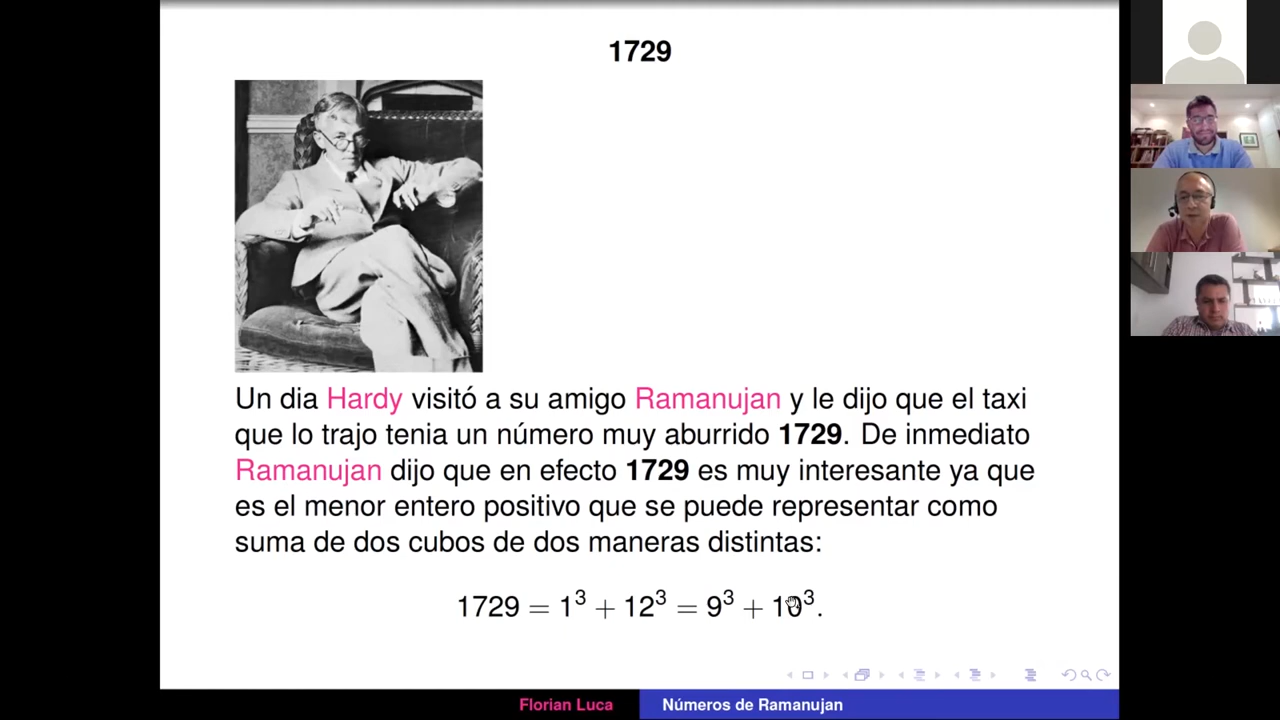 1729
Un dia Hardy visitó a su amigo Ramanujan y le dijo que el taxi
que lo trajo tenia un número muy aburrido 1729. De inmediato
Ramanujan dijo que en efecto 1729 es muy interesante ya que
es el menor entero positivo que se puede representar como
suma de dos cubos de dos maneras distintas:
1729 = 1³ + 12³ = 9³ + 10³.
Florian Luca
Números de Ramanujan